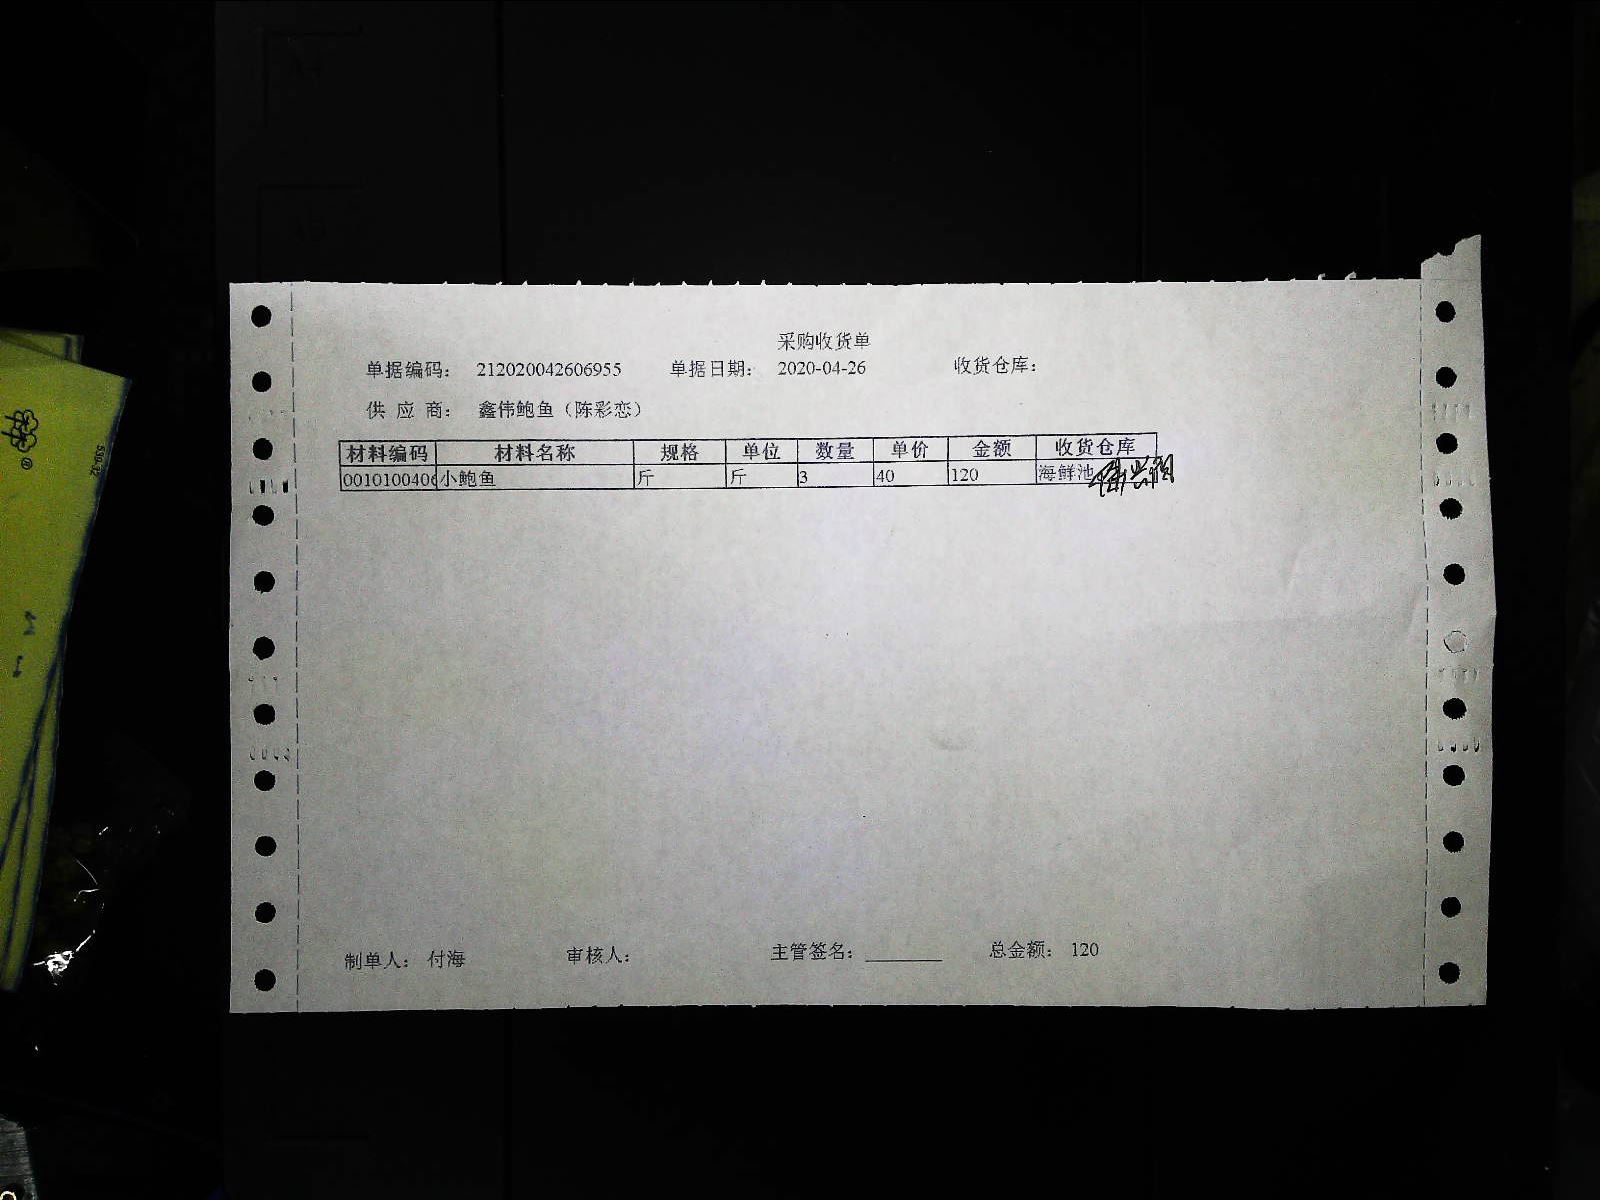 采购收货单
单据编码： 212020042606955 单据日期： 2020-04-26 收货仓库：
供 应 商： 鑫伟鲍鱼（陈彩恋）
材料编码 材料名称 规格 单位 数量 单价 金额 收货仓库
0010100406 小鲍鱼 斤 斤 3 40 120 海鲜池
制单人： 付海 审核人： 主管签名： 总金额： 120